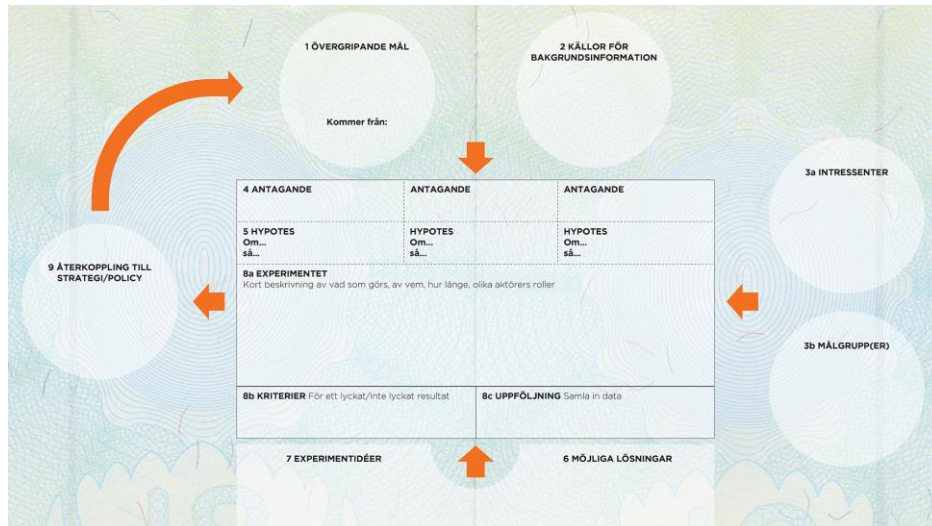 1 ÖVERGRIPANDE MÅL
Kommer från:
2 KÄLLOR FÖR
BAKGRUNDSINFORMATION
3a INTRESSENTER
3b MÅLGRUPP(ER)
4 ANTAGANDE
ANTAGANDE
ANTAGANDE
5 HYPOTES
Om...
så...
HYPOTES
Om...
så...
HYPOTES
Om...
så...
8a EXPERIMENTET
Kort beskrivning av vad som görs, av vem, hur länge, olika aktörers roller
8b KRITERIER För ett lyckat/inte lyckat resultat
8c UPPFÖLJNING Samla in data
7 EXPERIMENTIDÉER
6 MÖJLIGA LÖSNINGAR
9 ÅTERKOPPLING TILL
STRATEGI/POLICY